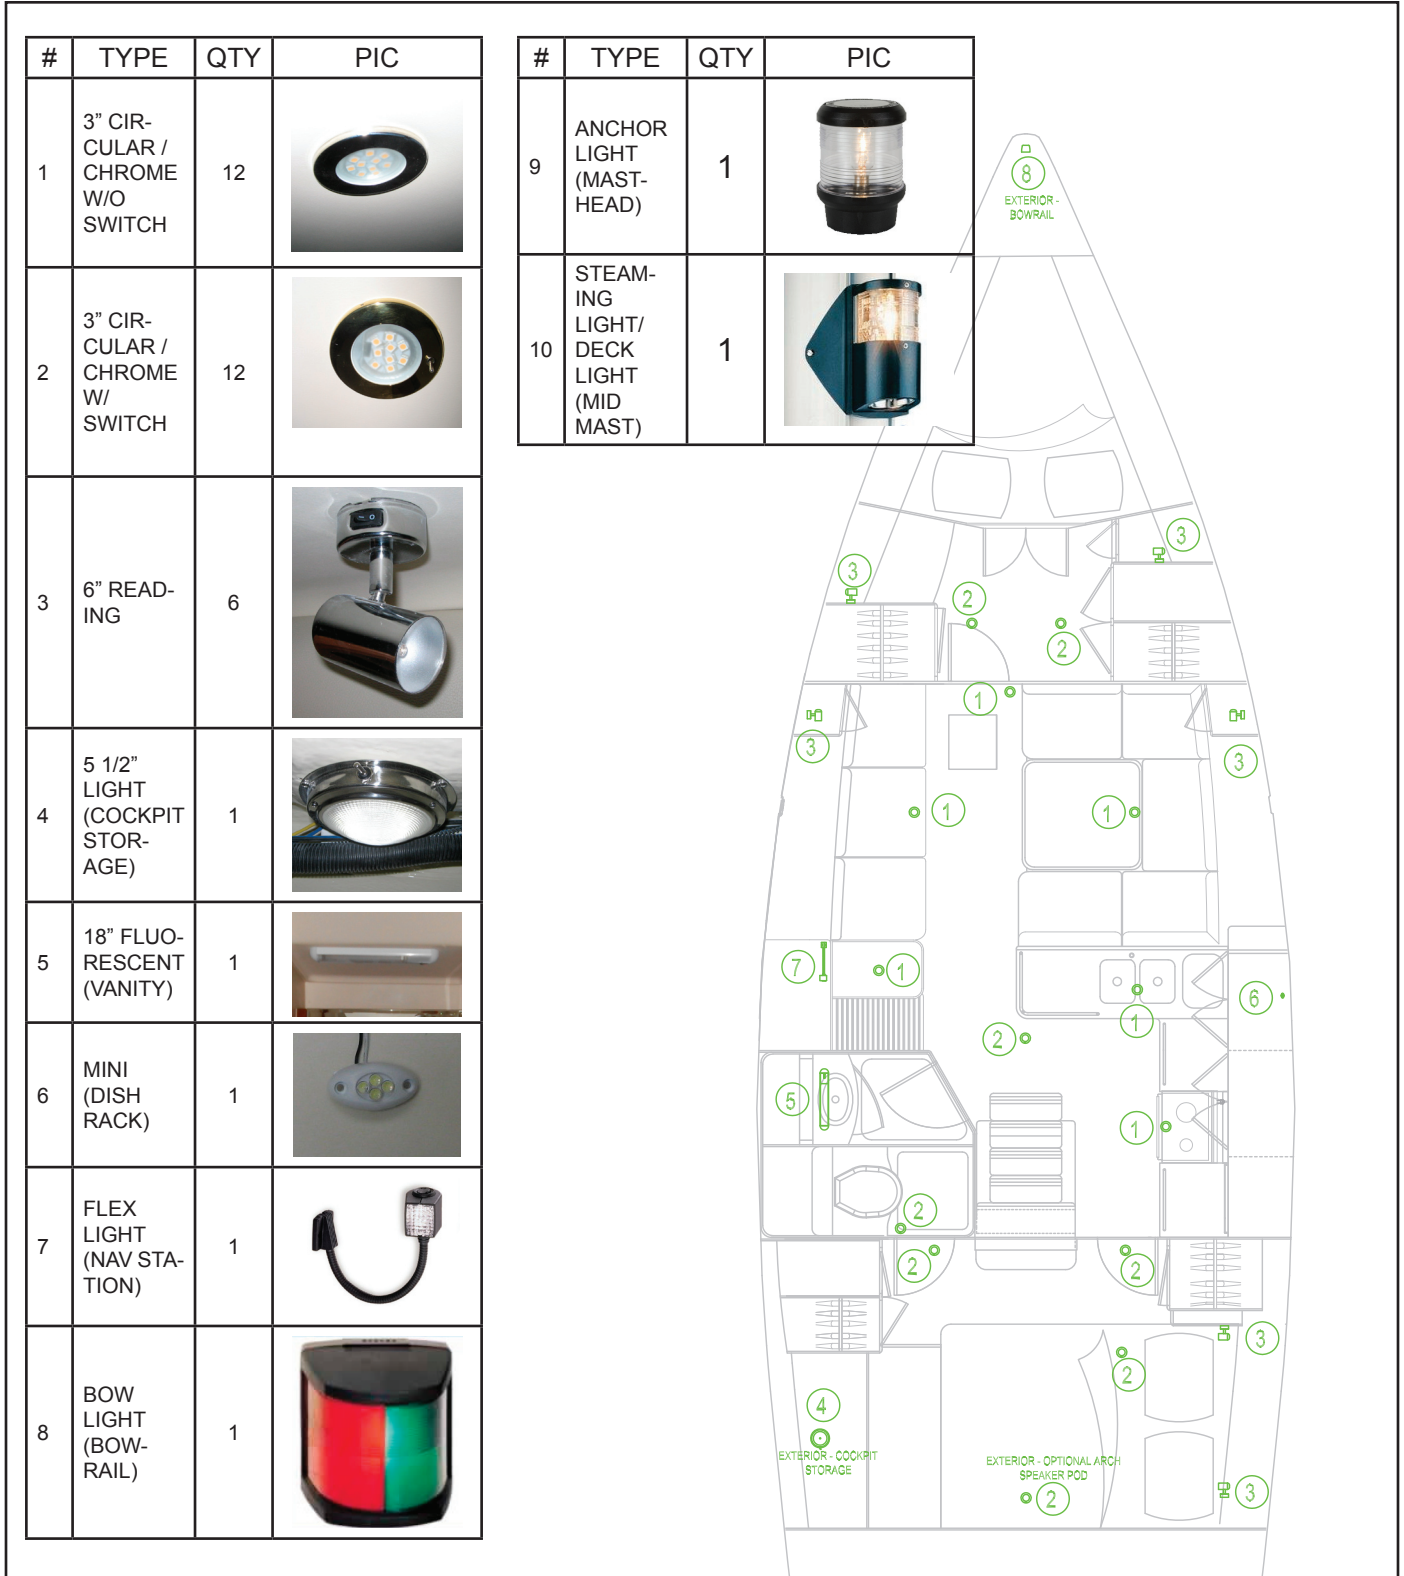 # TYPE QTY PIC
1
3” CIR-
CULAR /
CHROME
W/O
SWITCH
12
2
3” CIR-
CULAR /
CHROME
W/
SWITCH
12
3
6” READ-
ING
6
4
5 1/2”
LIGHT
(COCKPIT
STOR-
AGE)
1
5
18” FLUO-
RESCENT
(VANITY)
1
6
MINI
(DISH
RACK)
1
7
FLEX
LIGHT
(NAV STA-
TION)
1
8
BOW
LIGHT
(BOW-
RAIL)
1
# TYPE QTY PIC
9
ANCHOR
LIGHT
(MAST-
HEAD)
1
10
STEAM-
ING
LIGHT/
DECK
LIGHT
(MID
MAST)
1
8
EXTERIOR -
BOWRAIL
3
3
2
2
1
3
3
1
1
7
1
6
1
2
5
1
2
2
2
3
2
4
EXTERIOR - COCKPIT
STORAGE
EXTERIOR - OPTIONAL ARCH
SPEAKER POD
2
3